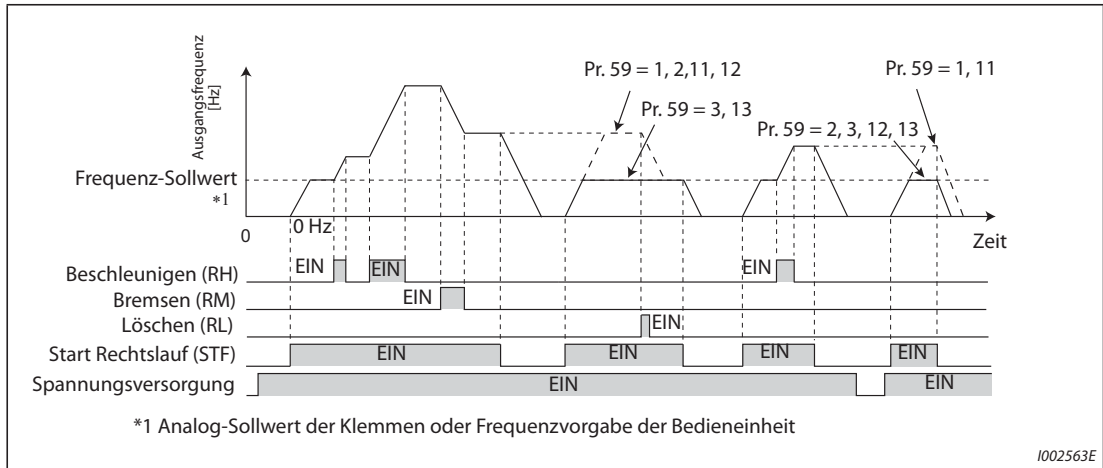 Ausgangsfrequenz
[Hz]
Pr. 59 = 1, 2,11, 12
Pr. 59 = 1, 11
Pr. 59 = 3, 13
Pr. 59 = 2, 3, 12, 13
Frequenz-Sollwert
*1
0 Hz
0
Zeit
Beschleunigen (RH)
EIN
EIN
EIN
Bremsen (RM)
EIN
Löschen (RL)
EIN
Start Rechtslauf (STF)
EIN
EIN
EIN
EIN
Spannungsversorgung
EIN
EIN
*1 Analog-Sollwert der Klemmen oder Frequenzvorgabe der Bedieneinheit
I002563E